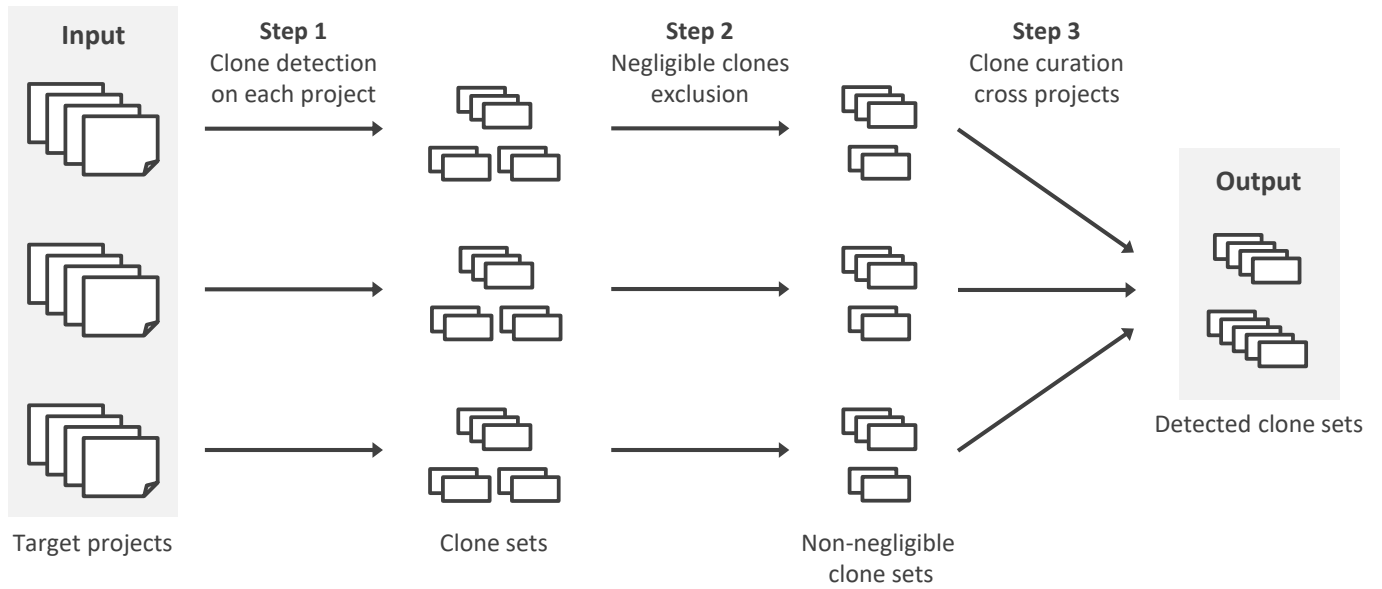 Input
Step 1
Clone detection
on each project
Step 2
Negligible clones
exclusion
Step 3
Clone curation
cross projects
Output
Detected clone sets
Target projects
Clone sets
Non-negligible
clone sets